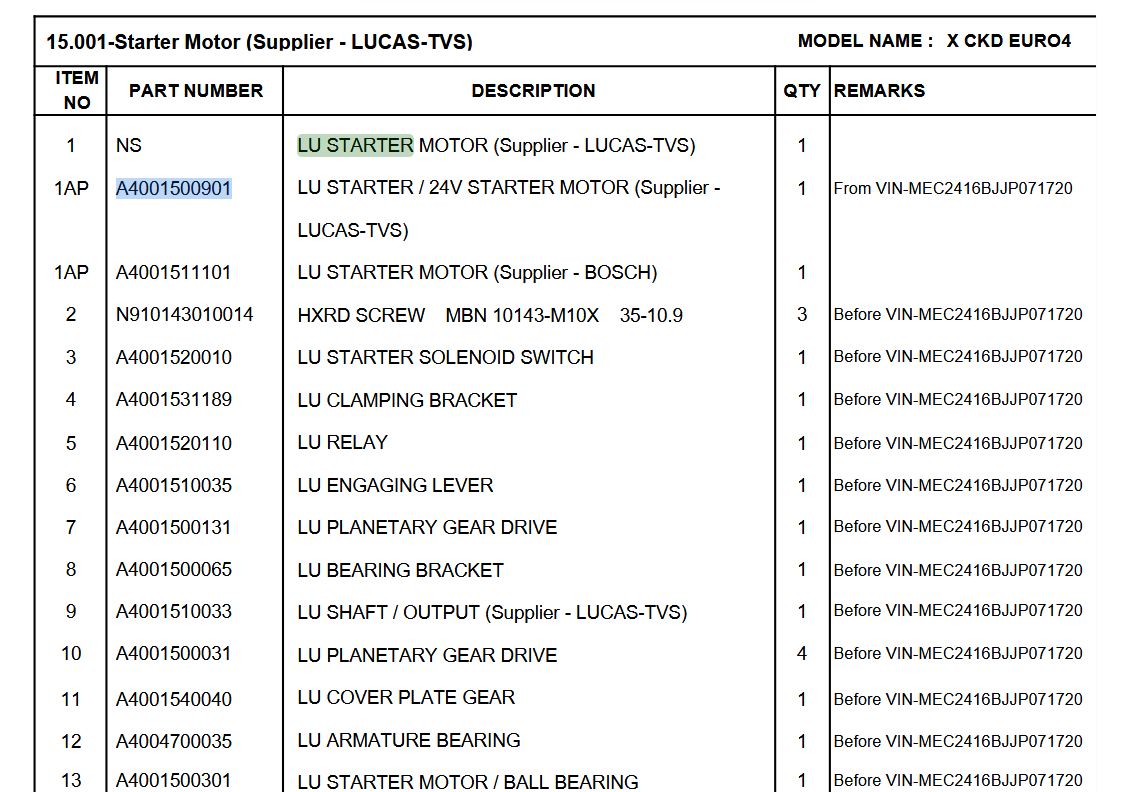 15.001-Starter Motor (Supplier - LUCAS-TVS) MODEL NAME : X CKD EURO4
ITEM NO PART NUMBER DESCRIPTION QTY REMARKS
1 NS LU STARTER MOTOR (Supplier - LUCAS-TVS) 1
1AP A4001500901 LU STARTER / 24V STARTER MOTOR (Supplier - 1 From VIN-MEC2416BJJP071720
LUCAS-TVS)
1AP A4001511101 LU STARTER MOTOR (Supplier - BOSCH) 1
2 N910143010014 HXRD SCREW MBN 10143-M10X 35-10.9 3 Before VIN-MEC2416BJJP071720
3 A4001520010 LU STARTER SOLENOID SWITCH 1 Before VIN-MEC2416BJJP071720
4 A4001531189 LU CLAMPING BRACKET 1 Before VIN-MEC2416BJJP071720
5 A4001520110 LU RELAY 1 Before VIN-MEC2416BJJP071720
6 A4001510035 LU ENGAGING LEVER 1 Before VIN-MEC2416BJJP071720
7 A4001500131 LU PLANETARY GEAR DRIVE 1 Before VIN-MEC2416BJJP071720
8 A4001500065 LU BEARING BRACKET 1 Before VIN-MEC2416BJJP071720
9 A4001510033 LU SHAFT / OUTPUT (Supplier - LUCAS-TVS) 1 Before VIN-MEC2416BJJP071720
10 A4001500031 LU PLANETARY GEAR DRIVE 4 Before VIN-MEC2416BJJP071720
11 A4001540040 LU COVER PLATE GEAR 1 Before VIN-MEC2416BJJP071720
12 A4004700035 LU ARMATURE BEARING 1 Before VIN-MEC2416BJJP071720
13 A4001500301 LU STARTER MOTOR / BALL BEARING 1 Before VIN-MEC2416BJJP071720